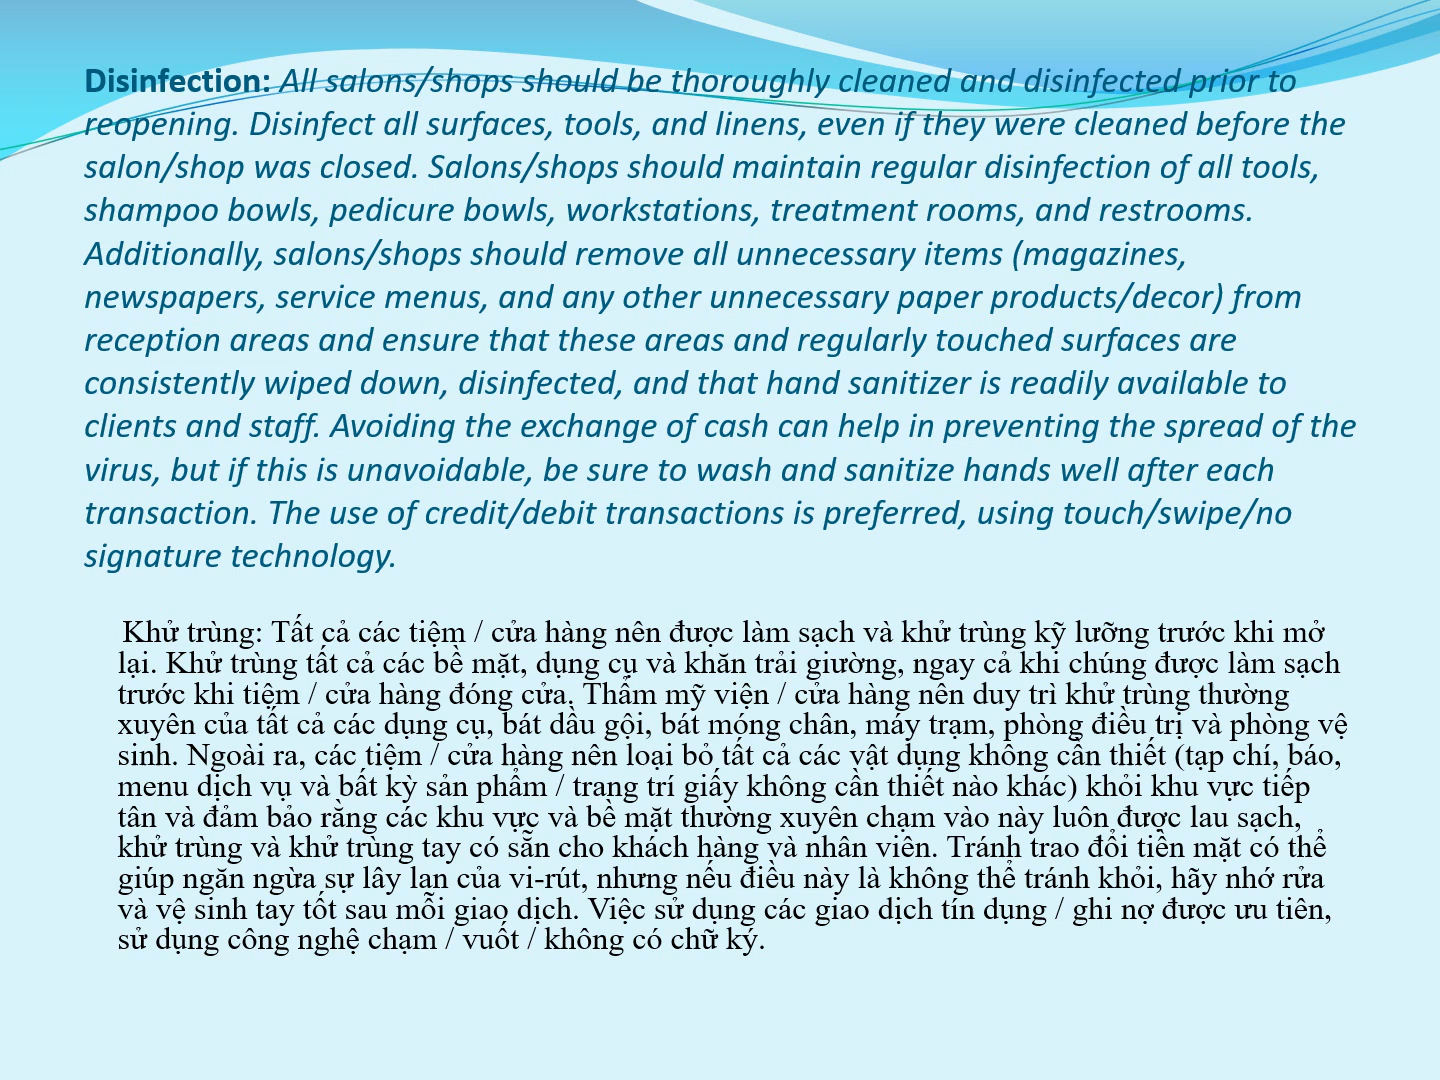 Disinfection: All salons/shops should be thoroughly cleaned and disinfected prior to
reopening. Disinfect all surfaces, tools, and linens, even if they were cleaned before the
salon/shop was closed. Salons/shops should maintain regular disinfection of all tools,
shampoo bowls, pedicure bowls, workstations, treatment rooms, and restrooms.
Additionally, salons/shops should remove all unnecessary items (magazines,
newspapers, service menus, and any other unnecessary paper products/decor) from
reception areas and ensure that these areas and regularly touched surfaces are
consistently wiped down, disinfected, and that hand sanitizer is readily available to
clients and staff. Avoiding the exchange of cash can help in preventing the spread of the
virus, but if this is unavoidable, be sure to wash and sanitize hands well after each
transaction. The use of credit/debit transactions is preferred, using touch/swipe/no
signature technology.
Khử trùng: Tất cả các tiệm / cửa hàng nên được làm sạch và khử trùng kỹ lưỡng trước khi mở
lại. Khử trùng tất cả các bề mặt, dụng cụ và khăn trải giường, ngay cả khi chúng được làm sạch
trước khi tiệm / cửa hàng đóng cửa. Thẩm mỹ viện / cửa hàng nên duy trì khử trùng thường
xuyên của tất cả các dụng cụ, bát dầu gội, bát móng chân, máy trạm, phòng điều trị và phòng vệ
sinh. Ngoài ra, các tiệm / cửa hàng nên loại bỏ tất cả các vật dụng không cần thiết (tạp chí, báo,
menu dịch vụ và bất kỳ sản phẩm / trang trí giấy không cần thiết nào khác) khỏi khu vực tiếp
tân và đảm bảo rằng các khu vực và bề mặt thường xuyên chạm vào này luôn được lau sạch,
khử trùng và khử trùng tay có sẵn cho khách hàng và nhân viên. Tránh trao đổi tiền mặt có thể
giúp ngăn ngừa sự lây lan của vi-rút, nhưng nếu điều này là không thể tránh khỏi, hãy nhớ rửa
và vệ sinh tay tốt sau mỗi giao dịch. Việc sử dụng các giao dịch tín dụng / ghi nợ được ưu tiên,
sử dụng công nghệ chạm / vuốt / không có chữ ký.